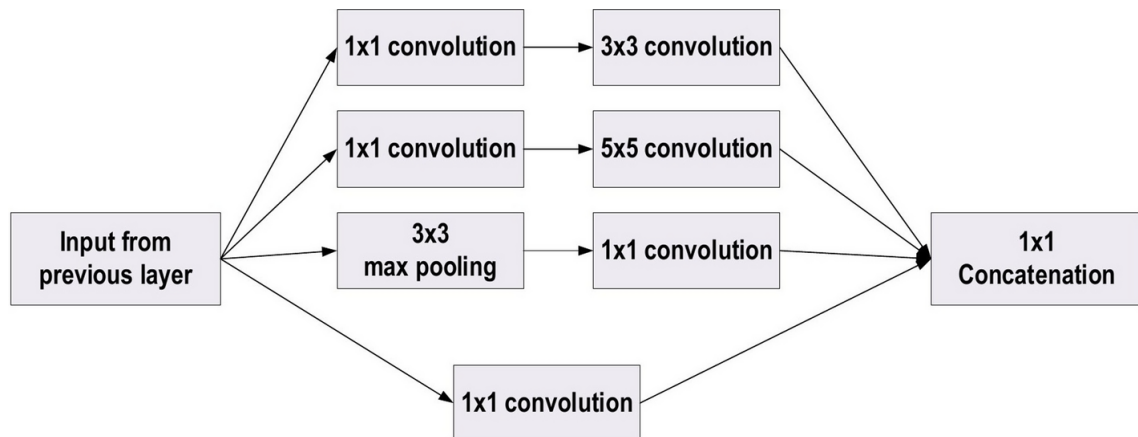 1x1 convolution
3x3 convolution
1x1 convolution
5x5 convolution
Input from
previous layer
3x3
max pooling
1x1 convolution
1x1
Concatenation
1x1 convolution